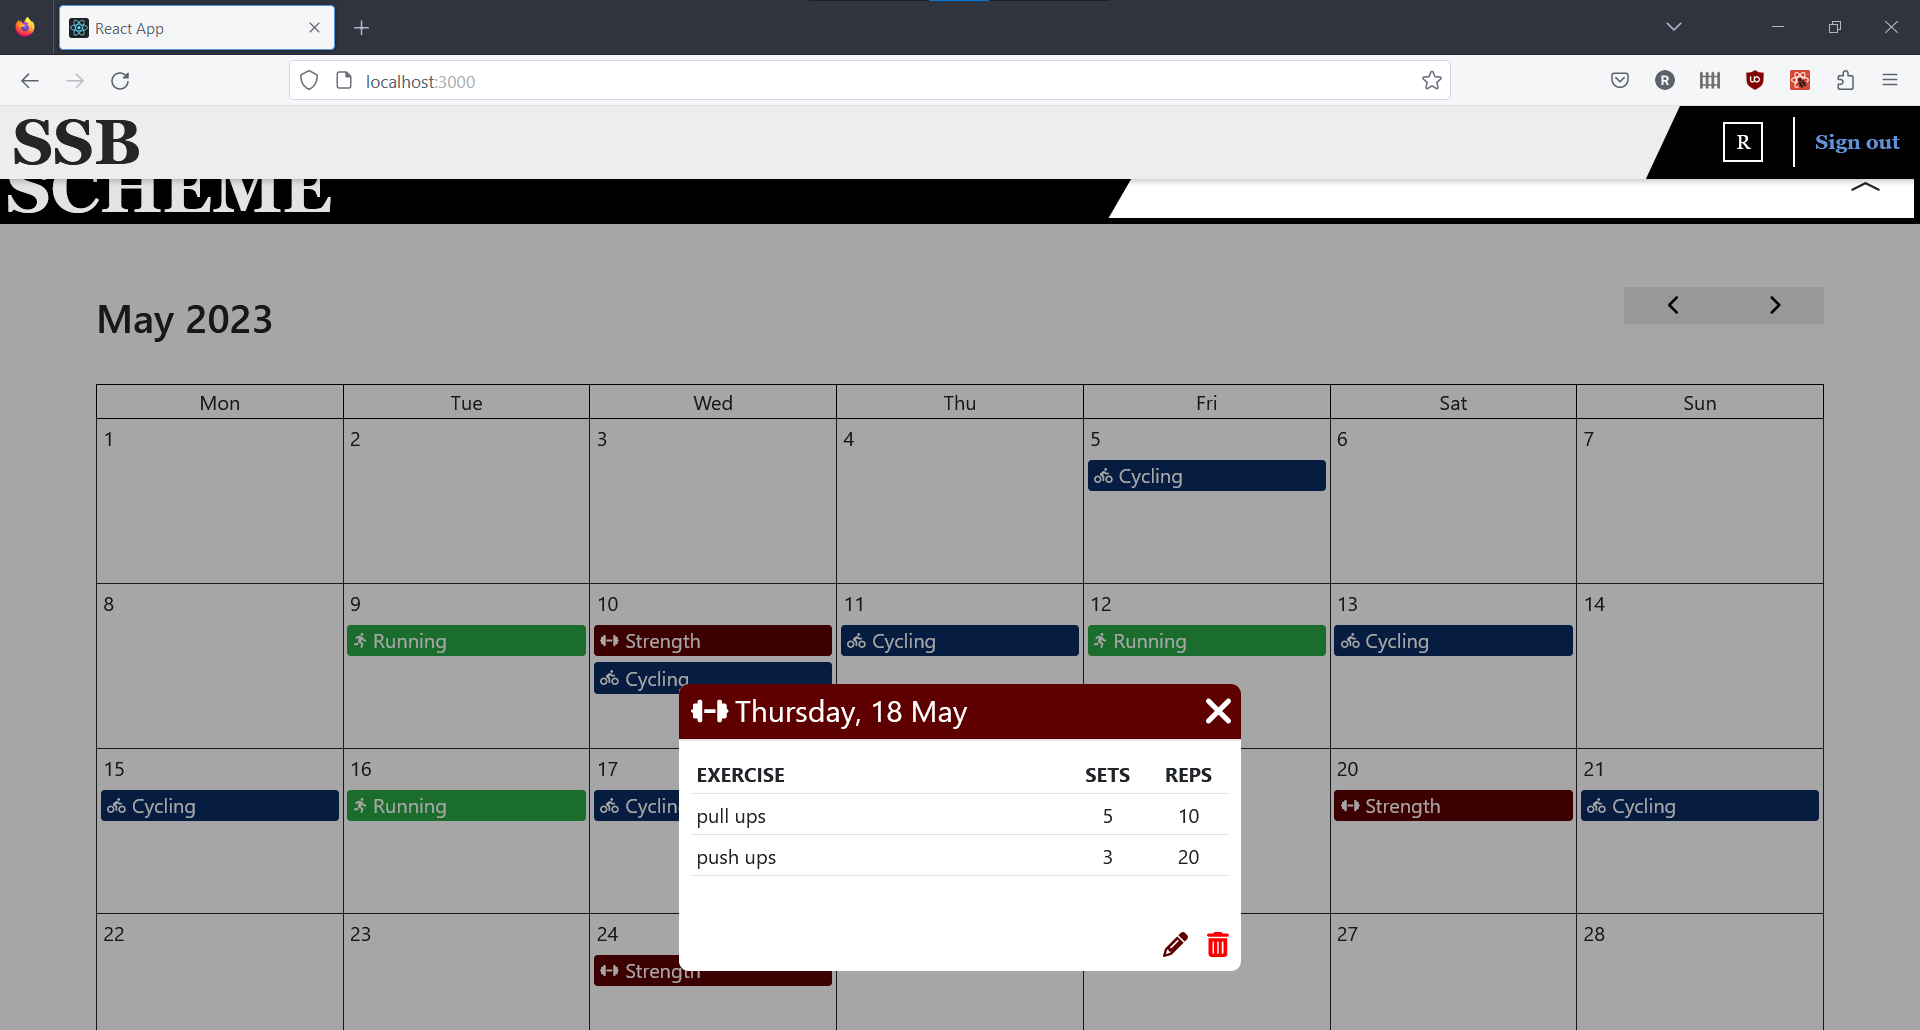 React App
localhost:3000
SSB
R
Sign out
SCHEME
May 2023
Mon Tue Wed Thu Fri Sat Sun
1 2 3 4 5 6 7
Cycling
8 9 10 11 12 13 14
Running Strength Cycling Running Cycling
Cycling
Thursday, 18 May
EXERCISE SETS REPS
pull ups 5 10
push ups 3 20
15 16 17 20 21
Cycling Running Cyclin Strength Cycling
22 23 24 27 28
Strength